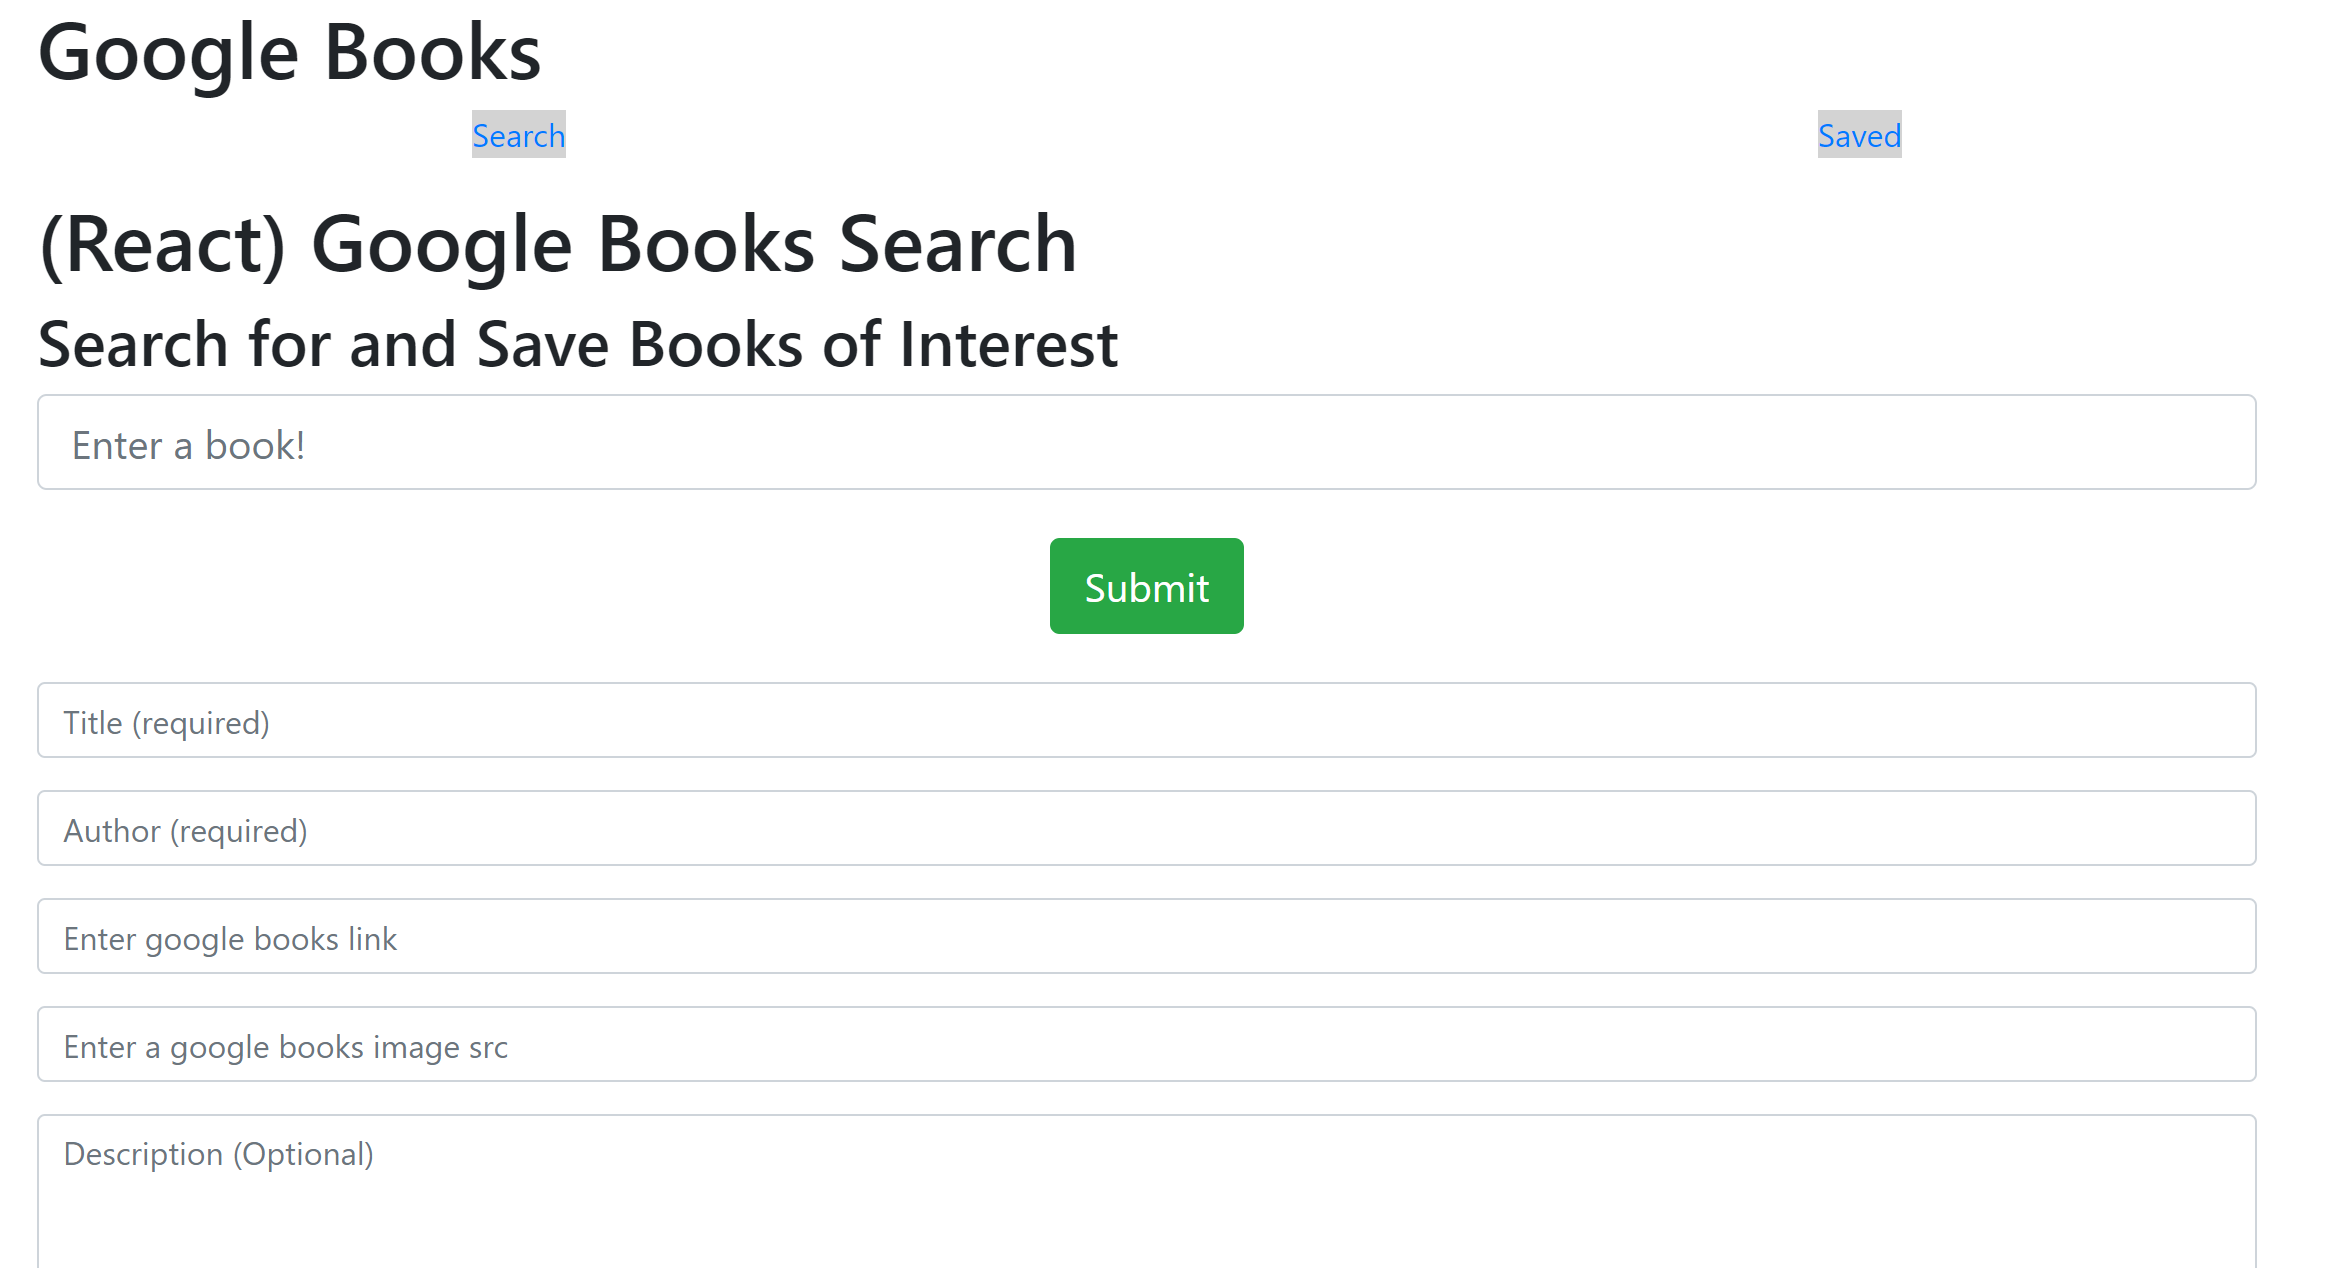 Google Books
Search Saved
(React) Google Books Search
Search for and Save Books of Interest
Enter a book!
Submit
Title (required)
Author (required)
Enter google books link
Enter a google books image src
Description (Optional)